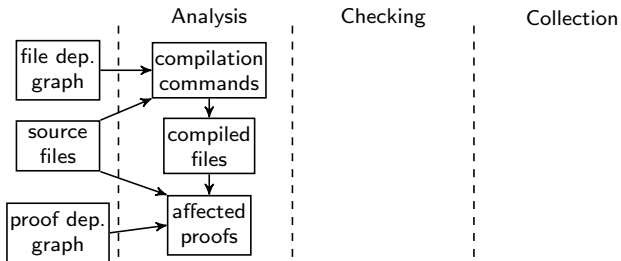 Analysis
Checking
Collection
file dep.
graph
compilation
commands
source
files
compiled
files
proof dep.
graph
affected
proofs